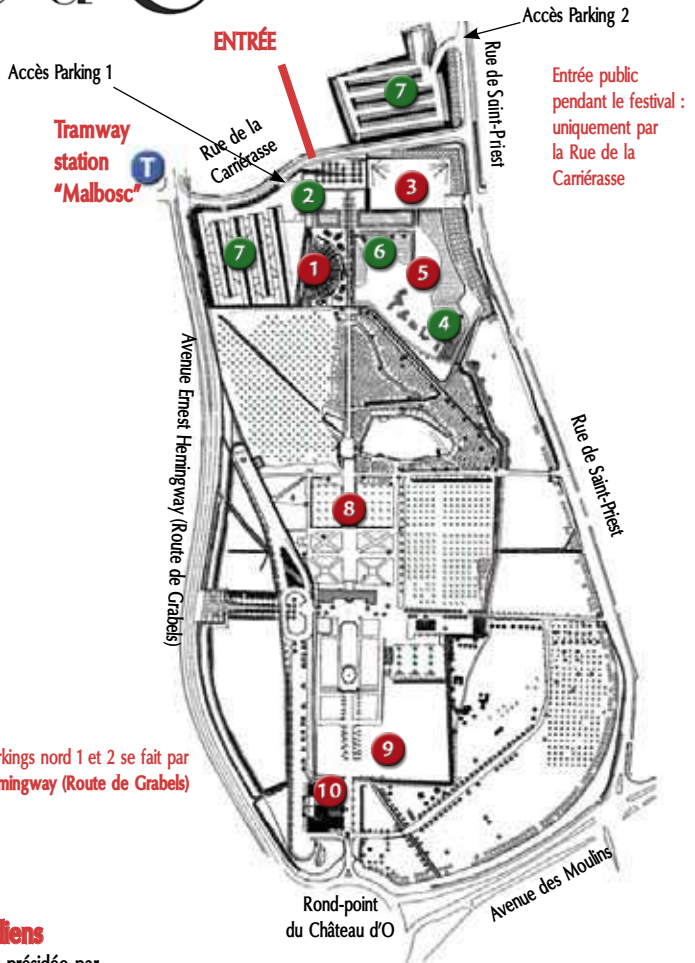 Accès Parking 2
ENTRÉE
Accès Parking 1
Rue de Saint-Priest
Entrée public
pendant le festival :
uniquement par
la Rue de la
Carriérasse
Tramway
station
"Malbosc"
T
Rue de la
Carriérasse
7
2
3
7
1
6
5
4
Avenue Ernest Hemingway (Route de Grabels)
Rue de Saint-Priest
8
9
10
rkings nord 1 et 2 se fait par
mingway (Route de Grabels)
Rond-point
du Château d'O
Avenue des Moulins
liens
présidée par